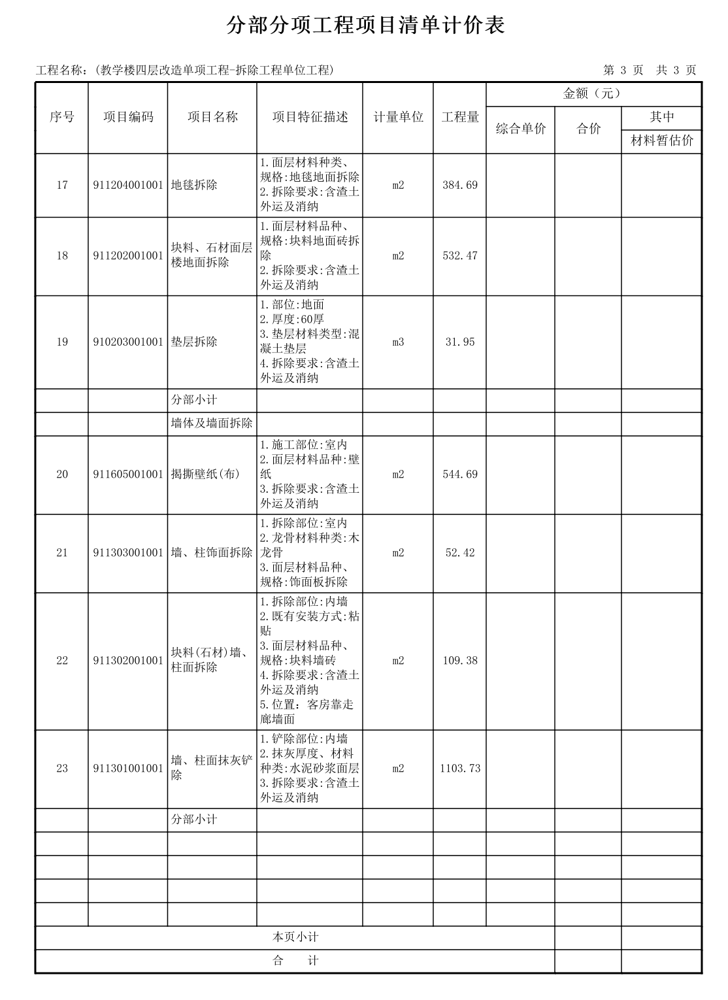 分部分项工程项目清单计价表
工程名称：(教学楼四层改造单项工程-拆除工程单位工程)
第 3 页 共 3 页
序号 项目编码 项目名称 项目特征描述 计量单位 工程量 金额（元）
综合单价 合价 其中
材料暂估价
17 911204001001 地毯拆除
1.面层材料种类、
规格:地毯地面拆除
2.拆除要求:含渣土
外运及消纳
m2 384.69
18 911202001001
块料、石材面层
楼地面拆除
1.面层材料品种、
规格:块料地面砖拆
除
2.拆除要求:含渣土
外运及消纳
m2 532.47
19 910203001001 垫层拆除
1.部位:地面
2.厚度:60厚
3.垫层材料类型:混
凝土垫层
4.拆除要求:含渣土
外运及消纳
m3 31.95
分部小计
墙体及墙面拆除
20 911605001001 揭撕壁纸(布)
1.施工部位:室内
2.面层材料品种:壁
纸
3.拆除要求:含渣土
外运及消纳
m2 544.69
21 911303001001 墙、柱饰面拆除
1.拆除部位:室内
2.龙骨材料种类:木
龙骨
3.面层材料品种、
规格:饰面板拆除
m2 52.42
22 911302001001
块料(石材)墙、
柱面拆除
1.拆除部位:内墙
2.既有安装方式:粘
贴
3.面层材料品种、
规格:块料墙砖
4.拆除要求:含渣土
外运及消纳
5.位置：客房靠走
廊墙面
m2 109.38
23 911301001001
墙、柱面抹灰铲
除
1.铲除部位:内墙
2.抹灰厚度、材料
种类:水泥砂浆面层
3.拆除要求:含渣土
外运及消纳
m2 1103.73
分部小计
本页小计
合 计